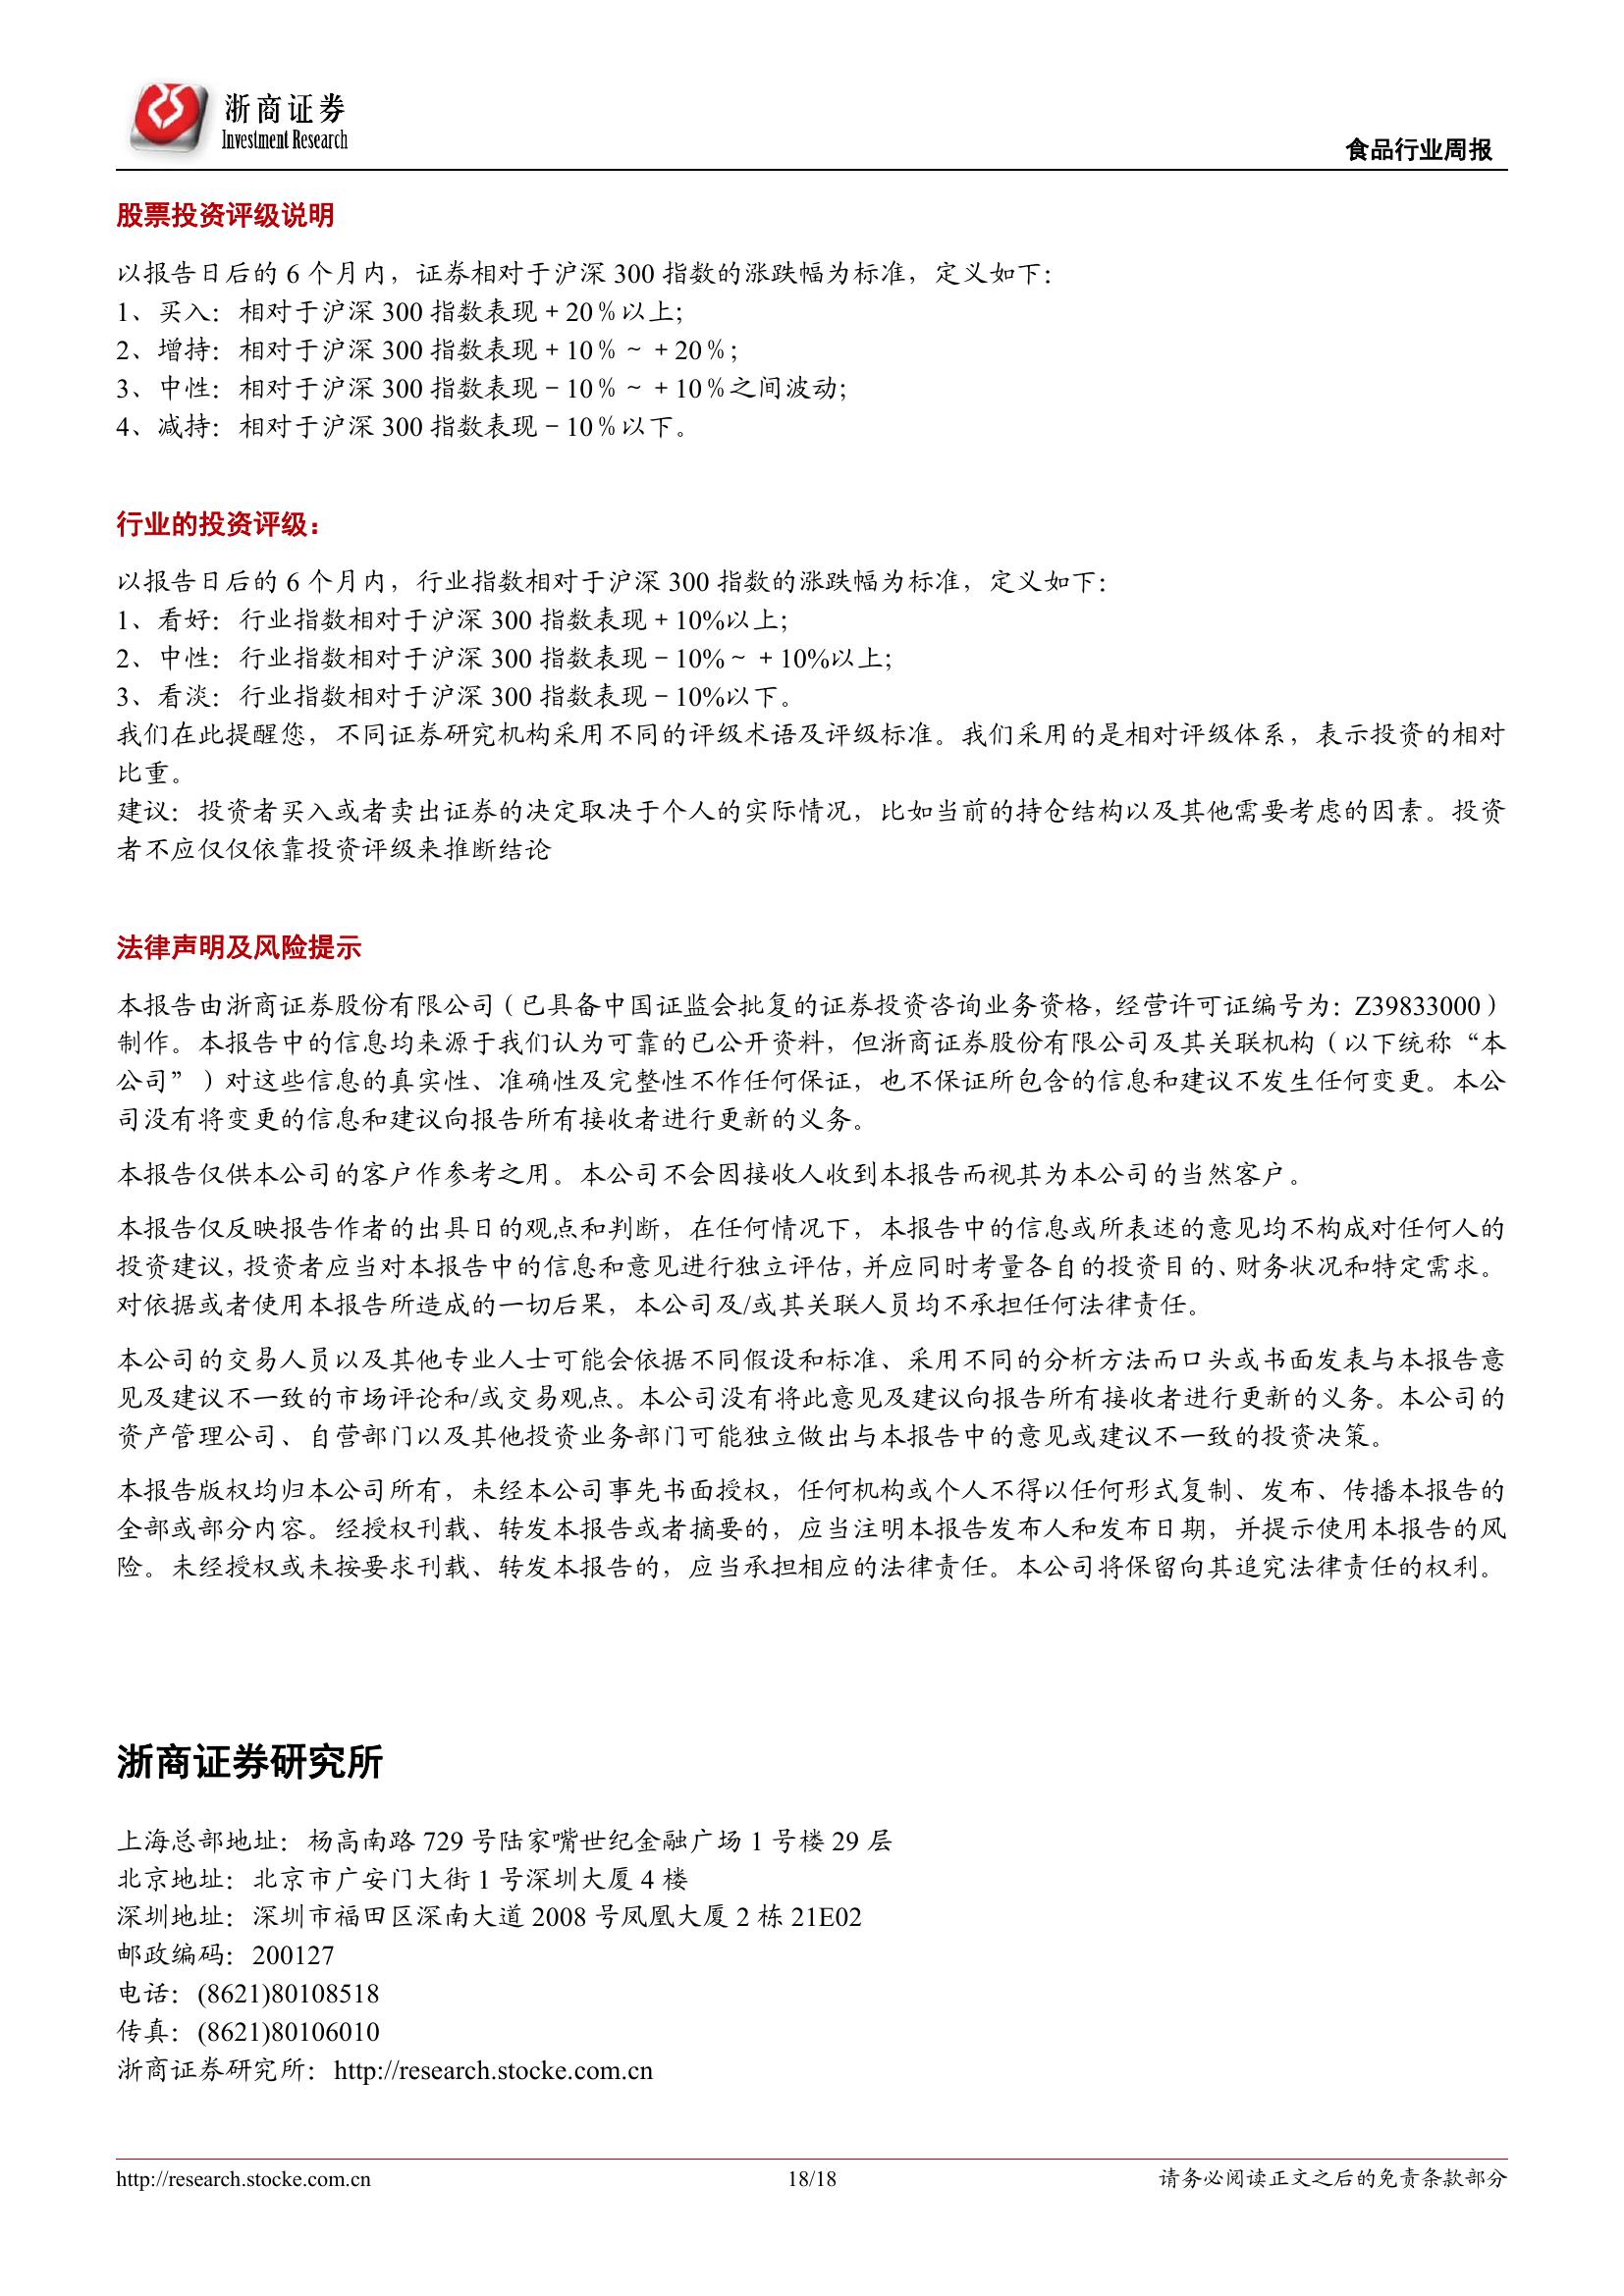 浙商证券
Investment Research
食品行业周报
股票投资评级说明
以报告日后的 6 个月内，证券相对于沪深 300 指数的涨跌幅为标准，定义如下：
1、买入：相对于沪深 300 指数表现＋20％以上；
2、增持：相对于沪深 300 指数表现＋10％～＋20％；
3、中性：相对于沪深 300 指数表现－10％～＋10％之间波动；
4、减持：相对于沪深 300 指数表现－10％以下。
行业的投资评级：
以报告日后的 6 个月内，行业指数相对于沪深 300 指数的涨跌幅为标准，定义如下：
1、看好：行业指数相对于沪深 300 指数表现＋10%以上；
2、中性：行业指数相对于沪深 300 指数表现－10%～＋10%以上；
3、看淡：行业指数相对于沪深 300 指数表现－10%以下。
我们在此提醒您，不同证券研究机构采用不同的评级术语及评级标准。我们采用的是相对评级体系，表示投资的相对
比重。
建议：投资者买入或者卖出证券的决定取决于个人的实际情况，比如当前的持仓结构以及其他需要考虑的因素。投资
者不应仅仅依靠投资评级来推断结论
法律声明及风险提示
本报告由浙商证券股份有限公司（已具备中国证监会批复的证券投资咨询业务资格，经营许可证编号为：Z39833000）
制作。本报告中的信息均来源于我们认为可靠的已公开资料，但浙商证券股份有限公司及其关联机构（以下统称“本
公司”）对这些信息的真实性、准确性及完整性不作任何保证，也不保证所包含的信息和建议不发生任何变更。本公
司没有将变更的信息和建议向报告所有接收者进行更新的义务。
本报告仅供本公司的客户作参考之用。本公司不会因接收人收到本报告而视其为本公司的当然客户。
本报告仅反映报告作者的出具日的观点和判断，在任何情况下，本报告中的信息或所表述的意见均不构成对任何人的
投资建议，投资者应当对本报告中的信息和意见进行独立评估，并应同时考量各自的投资目的、财务状况和特定需求。
对依据或者使用本报告所造成的一切后果，本公司及/或其关联人员均不承担任何法律责任。
本公司的交易人员以及其他专业人士可能会依据不同假设和标准、采用不同的分析方法而口头或书面发表与本报告意
见及建议不一致的市场评论和/或交易观点。本公司没有将此意见及建议向报告所有接收者进行更新的义务。本公司的
资产管理公司、自营部门以及其他投资业务部门可能独立做出与本报告中的意见或建议不一致的投资决策。
本报告版权均归本公司所有，未经本公司事先书面授权，任何机构或个人不得以任何形式复制、发布、传播本报告的
全部或部分内容。经授权刊载、转发本报告或者摘要的，应当注明本报告发布人和发布日期，并提示使用本报告的风
险。未经授权或未按要求刊载、转发本报告的，应当承担相应的法律责任。本公司将保留向其追究法律责任的权利。
浙商证券研究所
上海总部地址：杨高南路 729 号陆家嘴世纪金融广场 1 号楼 29 层
北京地址：北京市广安门大街 1 号深圳大厦 4 楼
深圳地址：深圳市福田区深南大道 2008 号凤凰大厦 2 栋 21E02
邮政编码：200127
电话：(8621)80108518
传真：(8621)80106010
浙商证券研究所：http://research.stocke.com.cn
http://research.stocke.com.cn
18/18
请务必阅读正文之后的免责条款部分